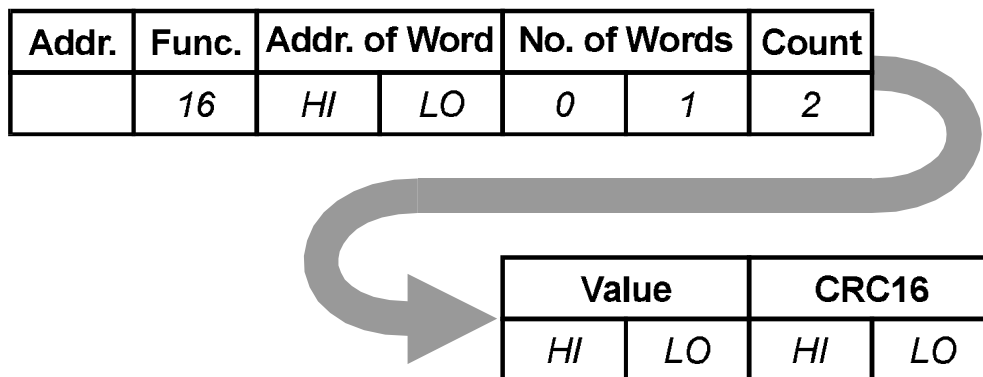 Addr. Func. Addr. of Word No. of Words Count
16 HI LO 0 1 2
Value CRC16
HI LO HI LO